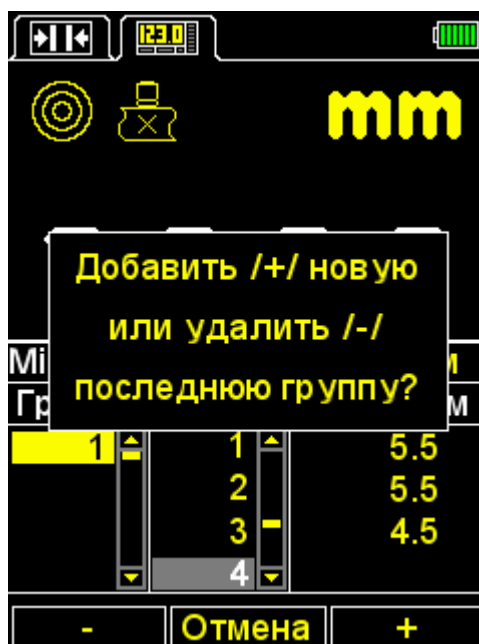 123.0
mm
Добавить /+/ новую
или удалить /-/
последнюю группу?
1 1 5.5
2 5.5
3 4.5
4
- Отмена +